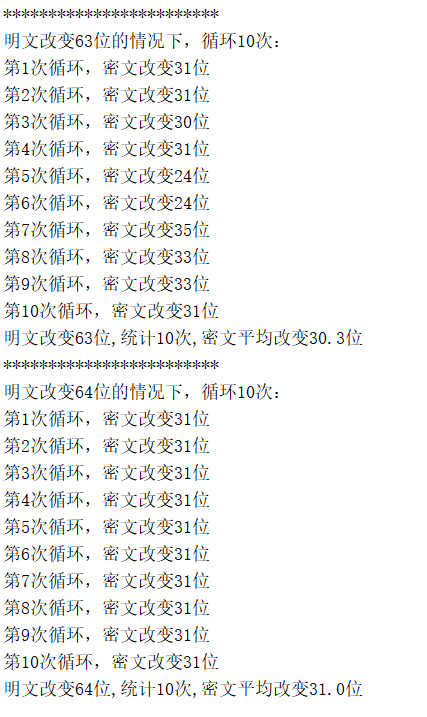 ************************
明文改变63位的情况下，循环10次：
第1次循环，密文改变31位
第2次循环，密文改变31位
第3次循环，密文改变30位
第4次循环，密文改变31位
第5次循环，密文改变24位
第6次循环，密文改变24位
第7次循环，密文改变35位
第8次循环，密文改变33位
第9次循环，密文改变33位
第10次循环，密文改变31位
明文改变63位,统计10次,密文平均改变30.3位
************************
明文改变64位的情况下，循环10次：
第1次循环，密文改变31位
第2次循环，密文改变31位
第3次循环，密文改变31位
第4次循环，密文改变31位
第5次循环，密文改变31位
第6次循环，密文改变31位
第7次循环，密文改变31位
第8次循环，密文改变31位
第9次循环，密文改变31位
第10次循环，密文改变31位
明文改变64位,统计10次,密文平均改变31.0位